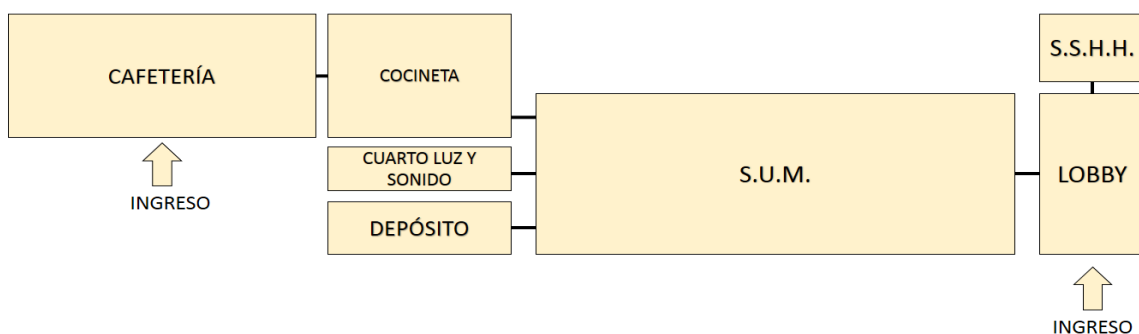 CAFETERÍA
COCINETA
S.S.H.H.
CUARTO LUZ Y
SONIDO
S.U.M.
LOBBY
DEPÓSITO
INGRESO
INGRESO